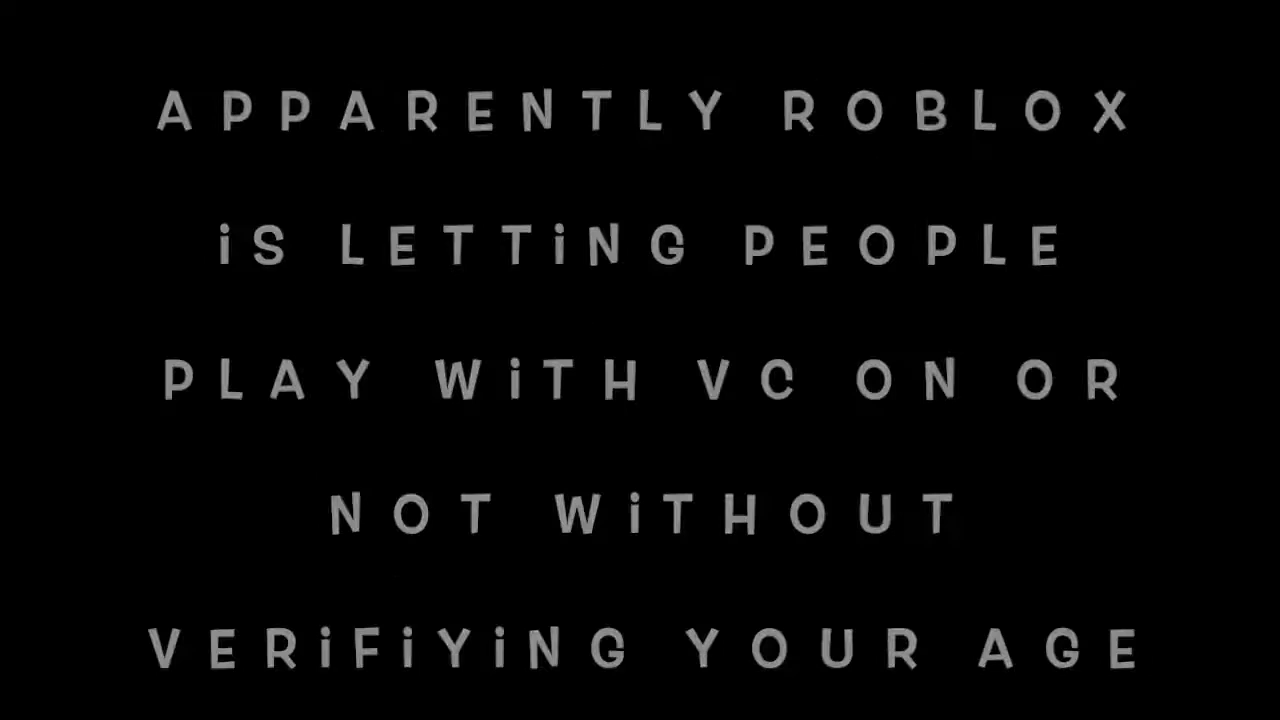 APPARENTLY ROBLOX
iS LETTiNG PEOPLE
PLAY WiTH VC ON OR
NOT WiTHOUT
VERiFiYiNG YOUR AGE